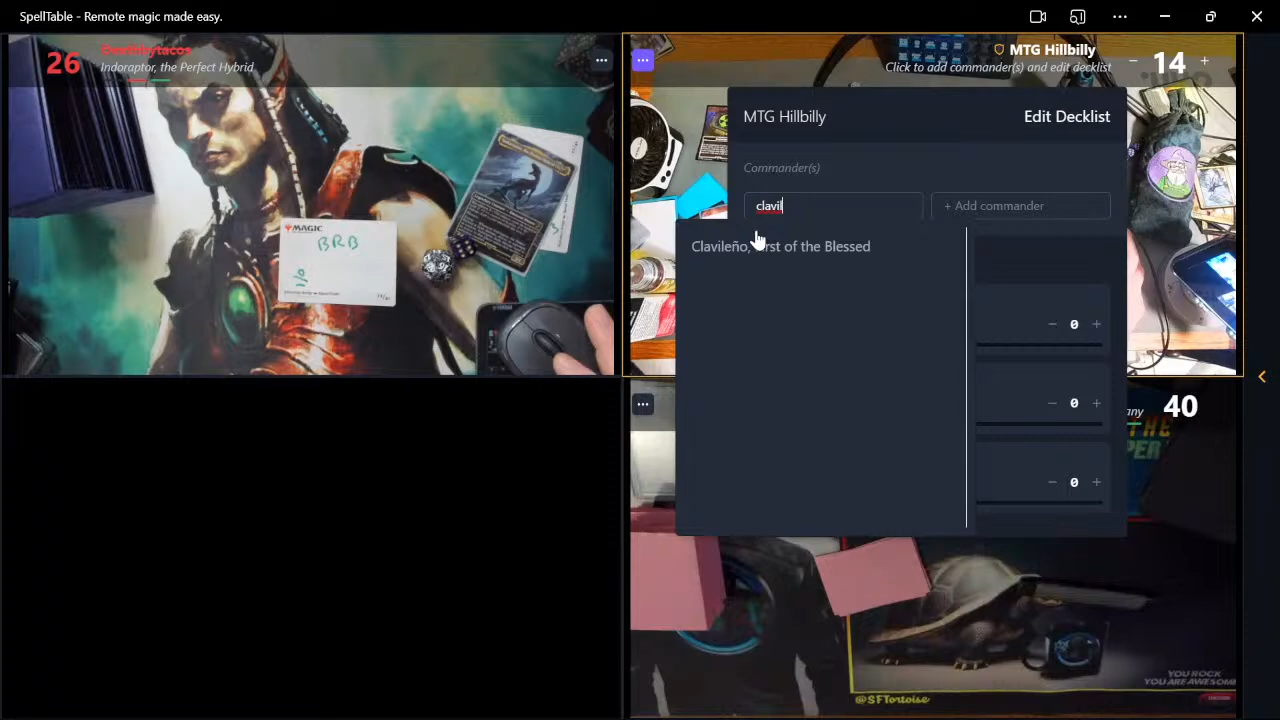 SpellTable - Remote magic made easy.
26
Indoraptor, the Perfect Hybrid
MAGIC
BRB
MTG Hillbilly
Click to add commander(s) and edit decklist
14
MTG Hillbilly
Edit Decklist
Commander(s)
clavil
+ Add commander
Clavileño, First of the Blessed
0
0
0
any
40
YOU ROCK
YOU ARE AWESOME
@SFTortoise